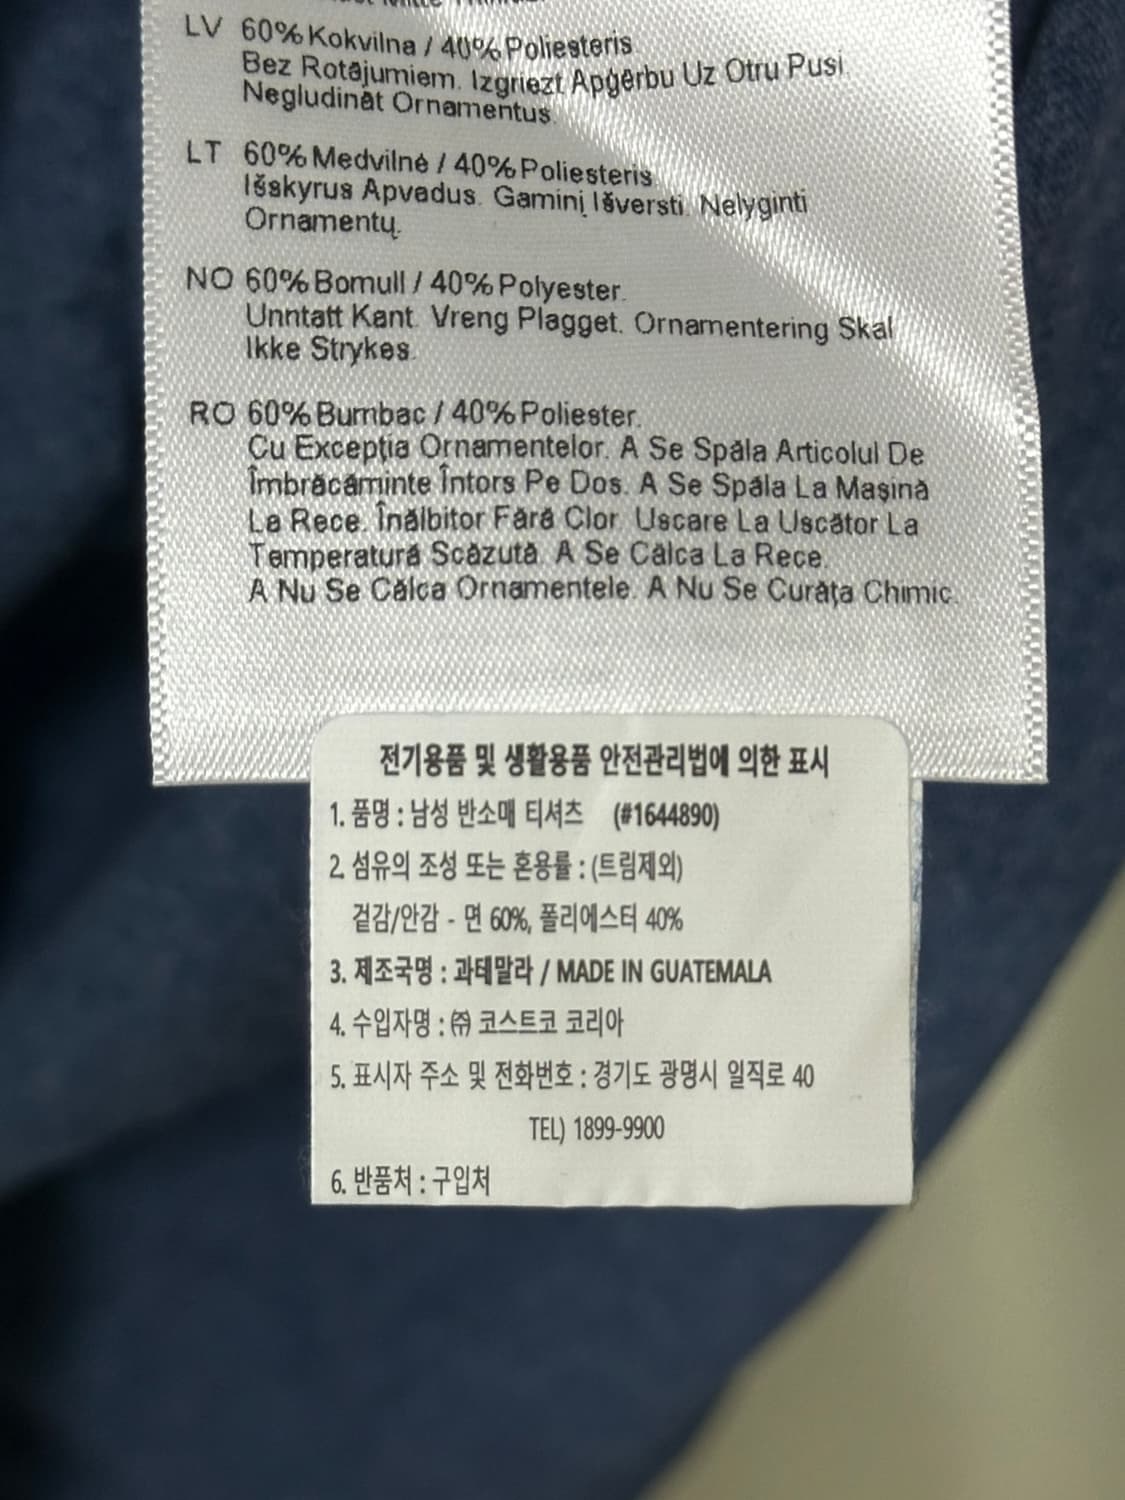 LV 60% Kokvilna / 40% Poliesteris
Bez Rotājumiem. Izgriezt Apģērbu Uz Otru Pusi.
Negludināt Ornamentus.
LT 60% Medvilnė / 40% Poliesteris.
Išskyrus Apvadus. Gaminį Išversti. Nelyginti
Ornamentų.
NO 60% Bomull / 40% Polyester.
Unntatt Kant. Vreng Plagget. Ornamentering Skal
Ikke Strykes.
RO 60% Bumbac / 40% Poliester.
Cu Excepția Ornamentelor. A Se Spăla Articolul De
Îmbrăcăminte Întors Pe Dos. A Se Spăla La Mașină
La Rece. Înălbitor Fără Clor. Uscare La Uscător La
Temperatură Scăzută. A Se Călca La Rece.
A Nu Se Călca Ornamentele. A Nu Se Curăța Chimic.
전기용품 및 생활용품 안전관리법에 의한 표시
1. 품명 : 남성 반소매 티셔츠 (#1644890)
2. 섬유의 조성 또는 혼용률 : (트림제외)
겉감/안감 - 면 60%, 폴리에스터 40%
3. 제조국명 : 과테말라 / MADE IN GUATEMALA
4. 수입자명 : ㈜ 코스트코 코리아
5. 표시자 주소 및 전화번호 : 경기도 광명시 일직로 40
TEL) 1899-9900
6. 반품처 : 구입처